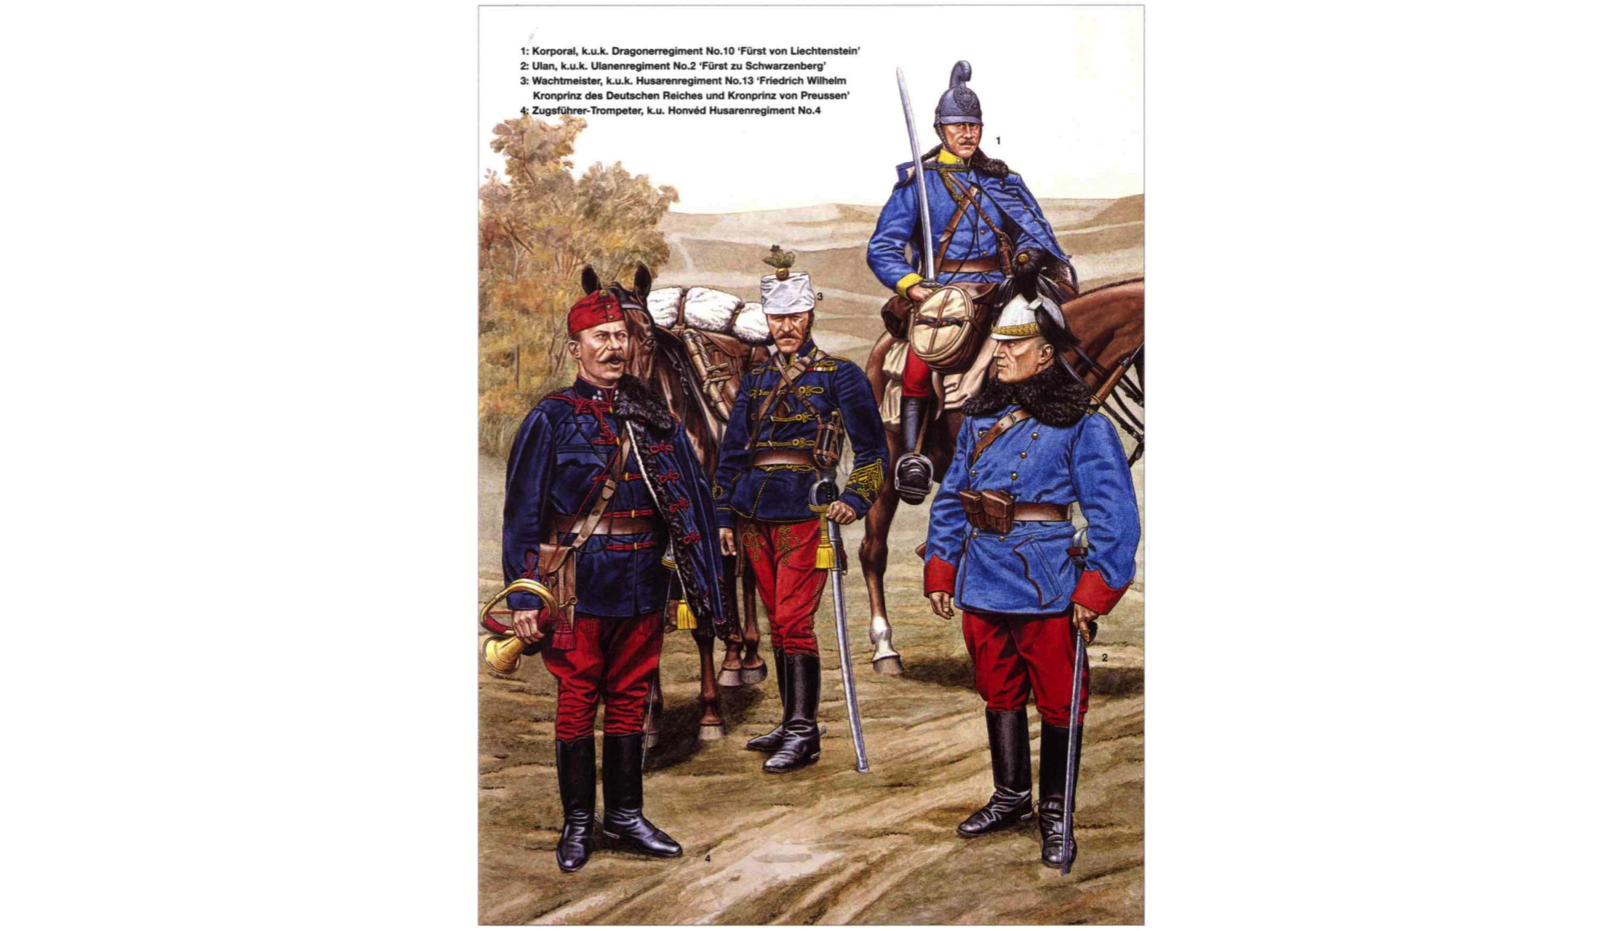 1: Korporal, k.u.k. Dragonerregiment No.10 ‘Fürst von Liechtenstein’
2: Ulan, k.u.k. Ulanenregiment No.2 ‘Fürst zu Schwarzenberg’
3: Wachtmeister, k.u.k. Husarenregiment No.13 ‘Friedrich Wilhelm
Kronprinz des Deutschen Reiches und Kronprinz von Preussen’
4: Zugsführer-Trompeter, k.u. Honvéd Husarenregiment No.4
1
3
2
4